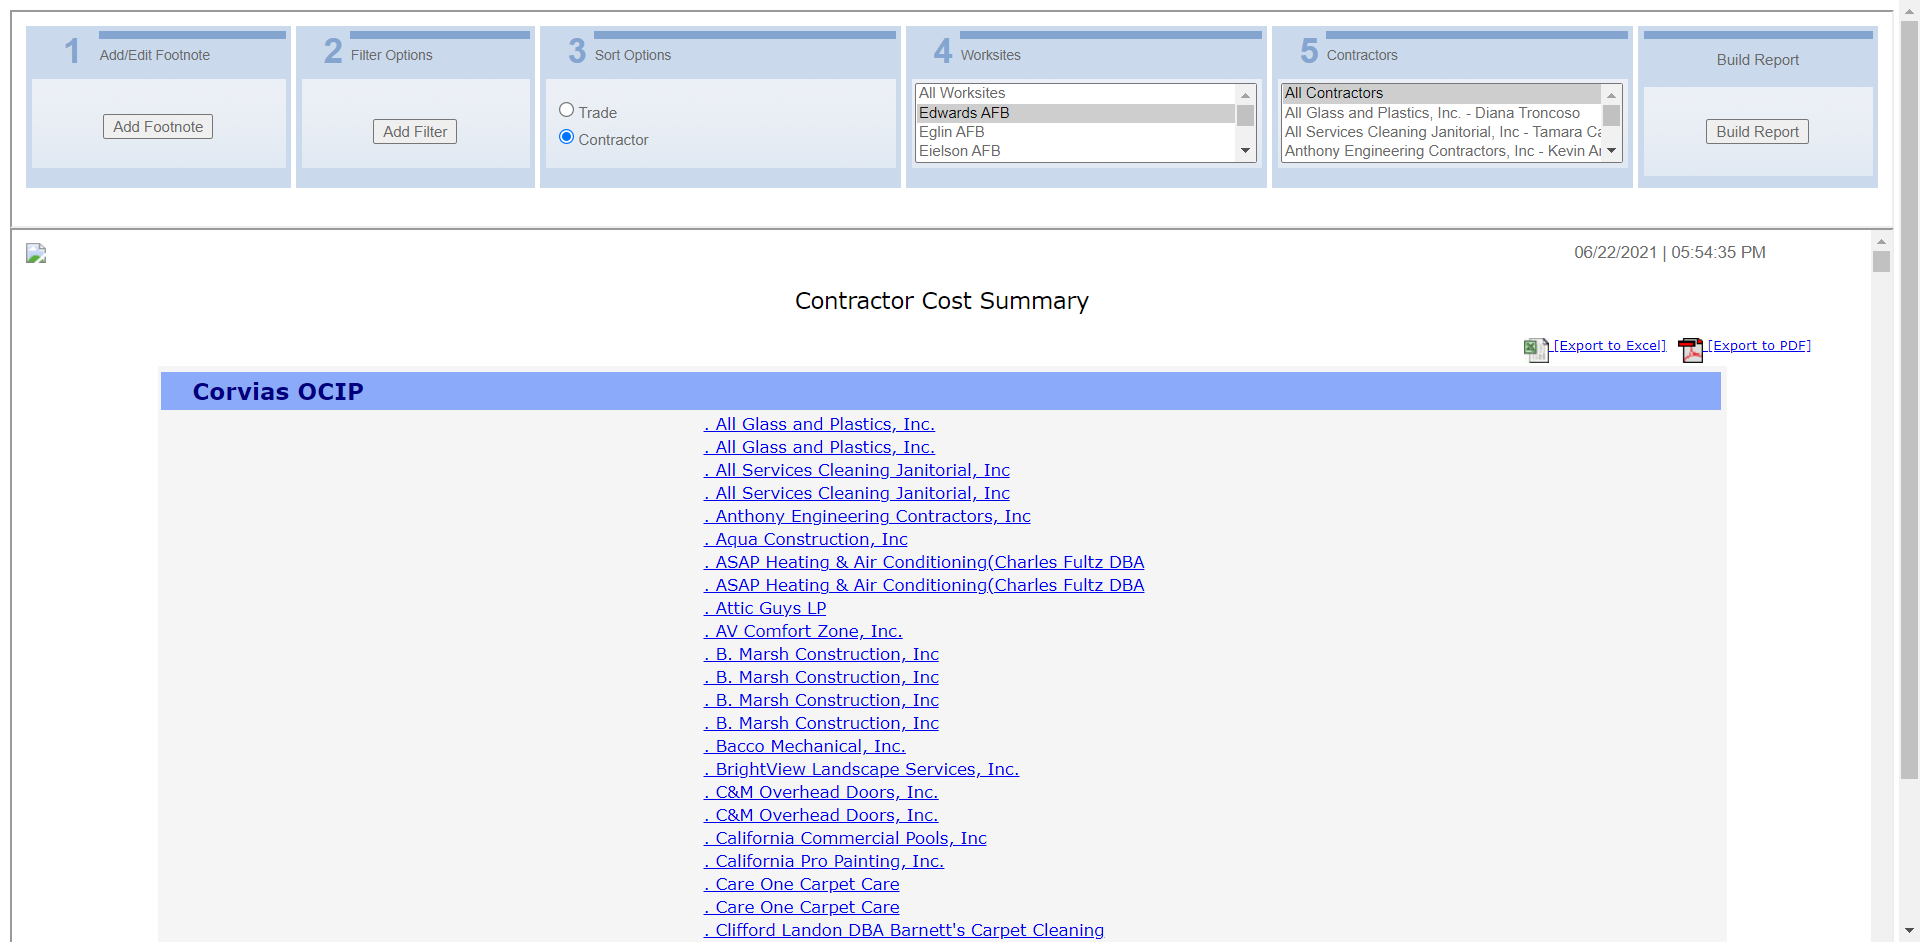 1 Add/Edit Footnote
Add Footnote
2 Filter Options
Add Filter
3 Sort Options
Trade
Contractor
4 Worksites
All Worksites
Edwards AFB
Eglin AFB
Eielson AFB
5 Contractors
All Contractors
All Glass and Plastics, Inc. - Diana Troncoso
All Services Cleaning Janitorial, Inc - Tamara Ca
Anthony Engineering Contractors, Inc - Kevin A
Build Report
Build Report
06/22/2021 | 05:54:35 PM
Contractor Cost Summary
[Export to Excel] [Export to PDF]
Corvias OCIP
. All Glass and Plastics, Inc.
. All Glass and Plastics, Inc.
. All Services Cleaning Janitorial, Inc
. All Services Cleaning Janitorial, Inc
. Anthony Engineering Contractors, Inc
. Aqua Construction, Inc
. ASAP Heating & Air Conditioning(Charles Fultz DBA
. ASAP Heating & Air Conditioning(Charles Fultz DBA
. Attic Guys LP
. AV Comfort Zone, Inc.
. B. Marsh Construction, Inc
. B. Marsh Construction, Inc
. B. Marsh Construction, Inc
. B. Marsh Construction, Inc
. Bacco Mechanical, Inc.
. BrightView Landscape Services, Inc.
. C&M Overhead Doors, Inc.
. C&M Overhead Doors, Inc.
. California Commercial Pools, Inc
. California Pro Painting, Inc.
. Care One Carpet Care
. Care One Carpet Care
. Clifford Landon DBA Barnett's Carpet Cleaning